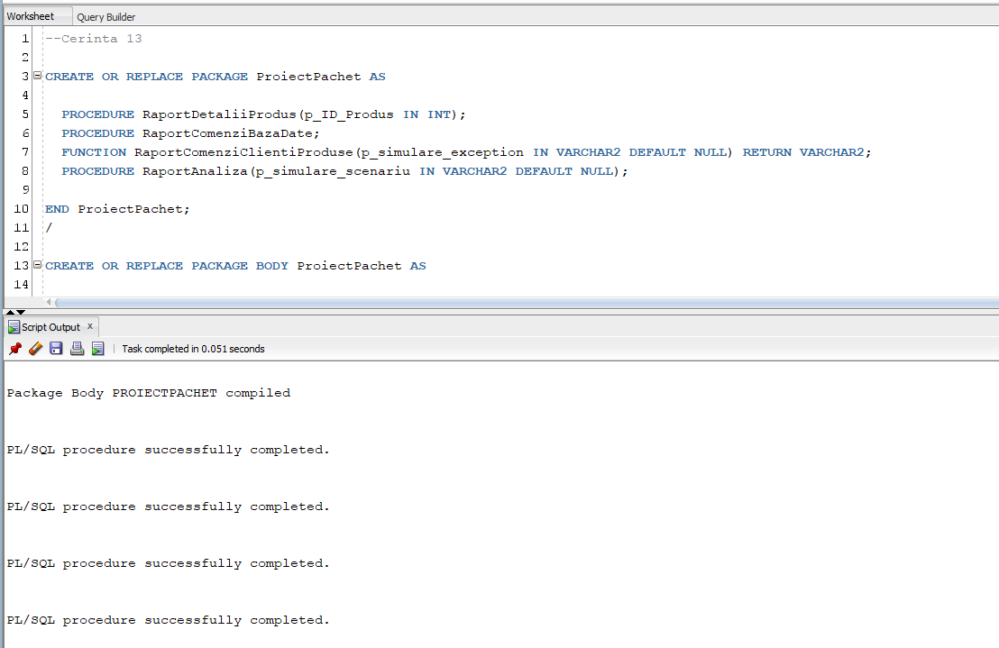 Worksheet Query Builder
1 --Cerinta 13
2
3 CREATE OR REPLACE PACKAGE ProiectPachet AS
4
5 PROCEDURE RaportDetaliiProdus(p_ID_Produs IN INT);
6 PROCEDURE RaportComenziBazaDate;
7 FUNCTION RaportComenziClientiProduse(p_simulare_exception IN VARCHAR2 DEFAULT NULL) RETURN VARCHAR2;
8 PROCEDURE RaportAnaliza(p_simulare_scenariu IN VARCHAR2 DEFAULT NULL);
9
10 END ProiectPachet;
11 /
12
13 CREATE OR REPLACE PACKAGE BODY ProiectPachet AS
14
Script Output x
Task completed in 0.051 seconds
Package Body PROIECTPACHET compiled
PL/SQL procedure successfully completed.
PL/SQL procedure successfully completed.
PL/SQL procedure successfully completed.
PL/SQL procedure successfully completed.